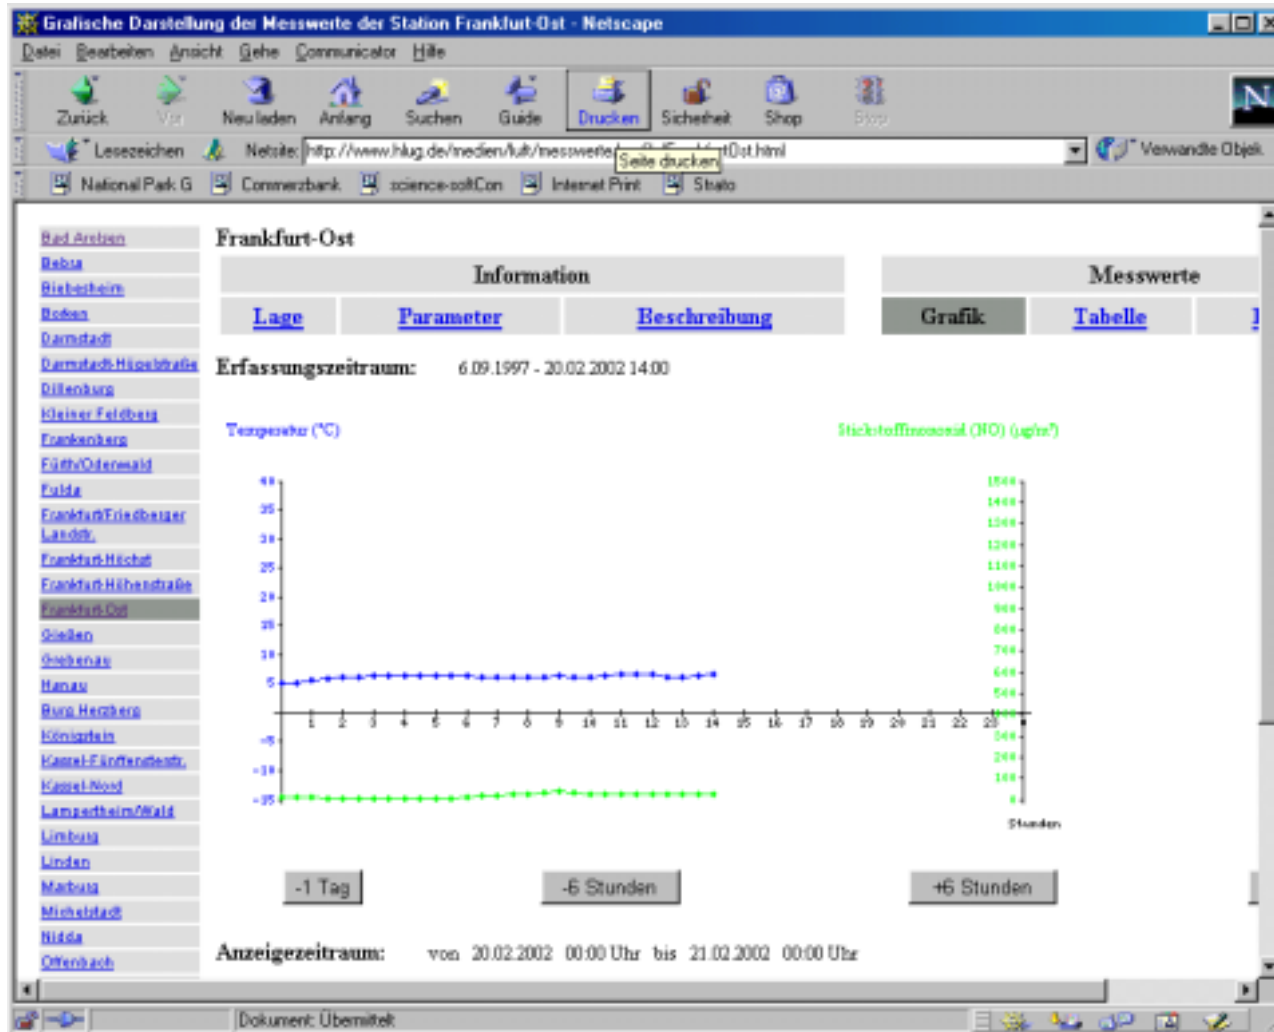 Grafische Darstellung der Messwerte der Station Frankfurt-Ost - Netscape
Datei Bearbeiten Ansicht Gehe Communicator Hilfe
Zurück Vor Neu laden Anfang Suchen Guide Drucken Sicherheit Shop Stop
Lesezeichen Netsite: http://www.hlug.de/medien/luft/messwerte/ Ost.html Verwandte Objek
Seite drucken
National Park G Commerzbank science-softCon Internet Print Strato
Frankfurt-Ost
Information Messwerte
Lage Parameter Beschreibung Grafik Tabelle
Erfassungszeitraum: 6.09.1997 - 20.02.2002 14:00
Temperatur (°C) Stickstoffmonoxid (NO) (µg/m³)
Bad Arolsen
Bebra
Biebesheim
Borken
Darmstadt
Darmstadt-Hügelstraße
Dillenburg
Kleiner Feldberg
Frankenberg
Fürth/Odenwald
Fulda
Frankfurt/Friedberger
Landstr.
Frankfurt-Höchst
Frankfurt-Höhenstraße
Frankfurt-Ost
Gießen
Grebenau
Hanau
Burg Herzberg
Königstein
Kassel-Fünffensterstr.
Kassel-Nord
Lampertheim/Wald
Limburg
Linden
Marburg
Michelstadt
Nidda
Offenbach
40
35
30
25
20
15
10
5
-5
-10
-15
1500
1400
1300
1200
1100
1000
900
800
700
600
500
400
300
200
100
0
1 2 3 4 5 6 7 8 9 10 11 12 13 14 15 16 17 18 19 20 21 22 23
Stunden
-1 Tag -6 Stunden +6 Stunden
Anzeigezeitraum: von 20.02.2002 00:00 Uhr bis 21.02.2002 00:00 Uhr
Dokument: Übermittelt